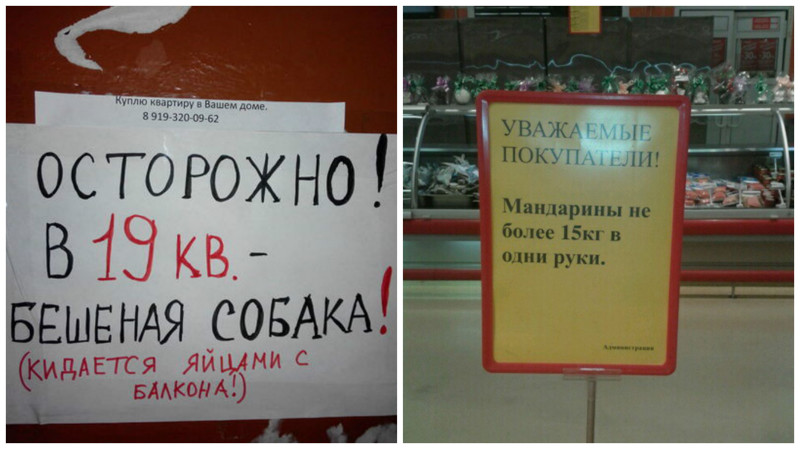 Куплю квартиру в Вашем доме.
8 919-320-09-62
ОСТОРОЖНО!
В 19 КВ.-
БЕШЕНАЯ СОБАКА!
(КИДАЕТСЯ ЯЙЦАМИ С
БАЛКОНА!)
УВАЖАЕМЫЕ
ПОКУПАТЕЛИ!
Мандарины не
более 15кг в
одни руки.
Администрация